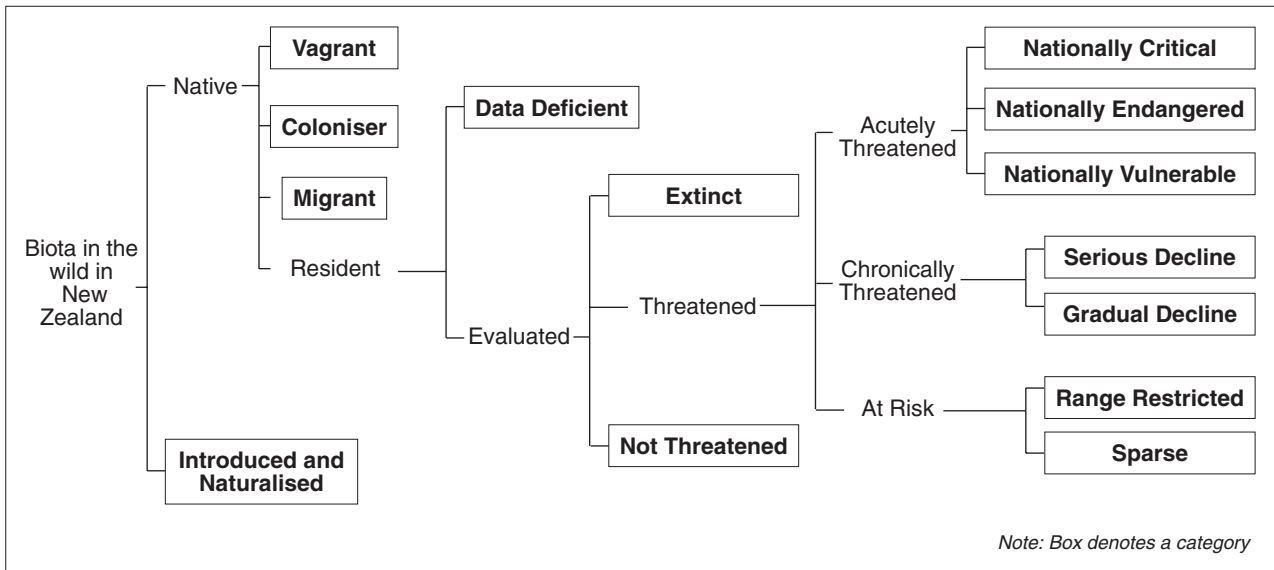 Biota in the
wild in
New
Zealand
Native
Vagrant
Coloniser
Migrant
Resident
Introduced and
Naturalised
Data Deficient
Evaluated
Extinct
Threatened
Not Threatened
Acutely
Threatened
Nationally Critical
Nationally Endangered
Nationally Vulnerable
Chronically
Threatened
Serious Decline
Gradual Decline
At Risk
Range Restricted
Sparse
Note: Box denotes a category